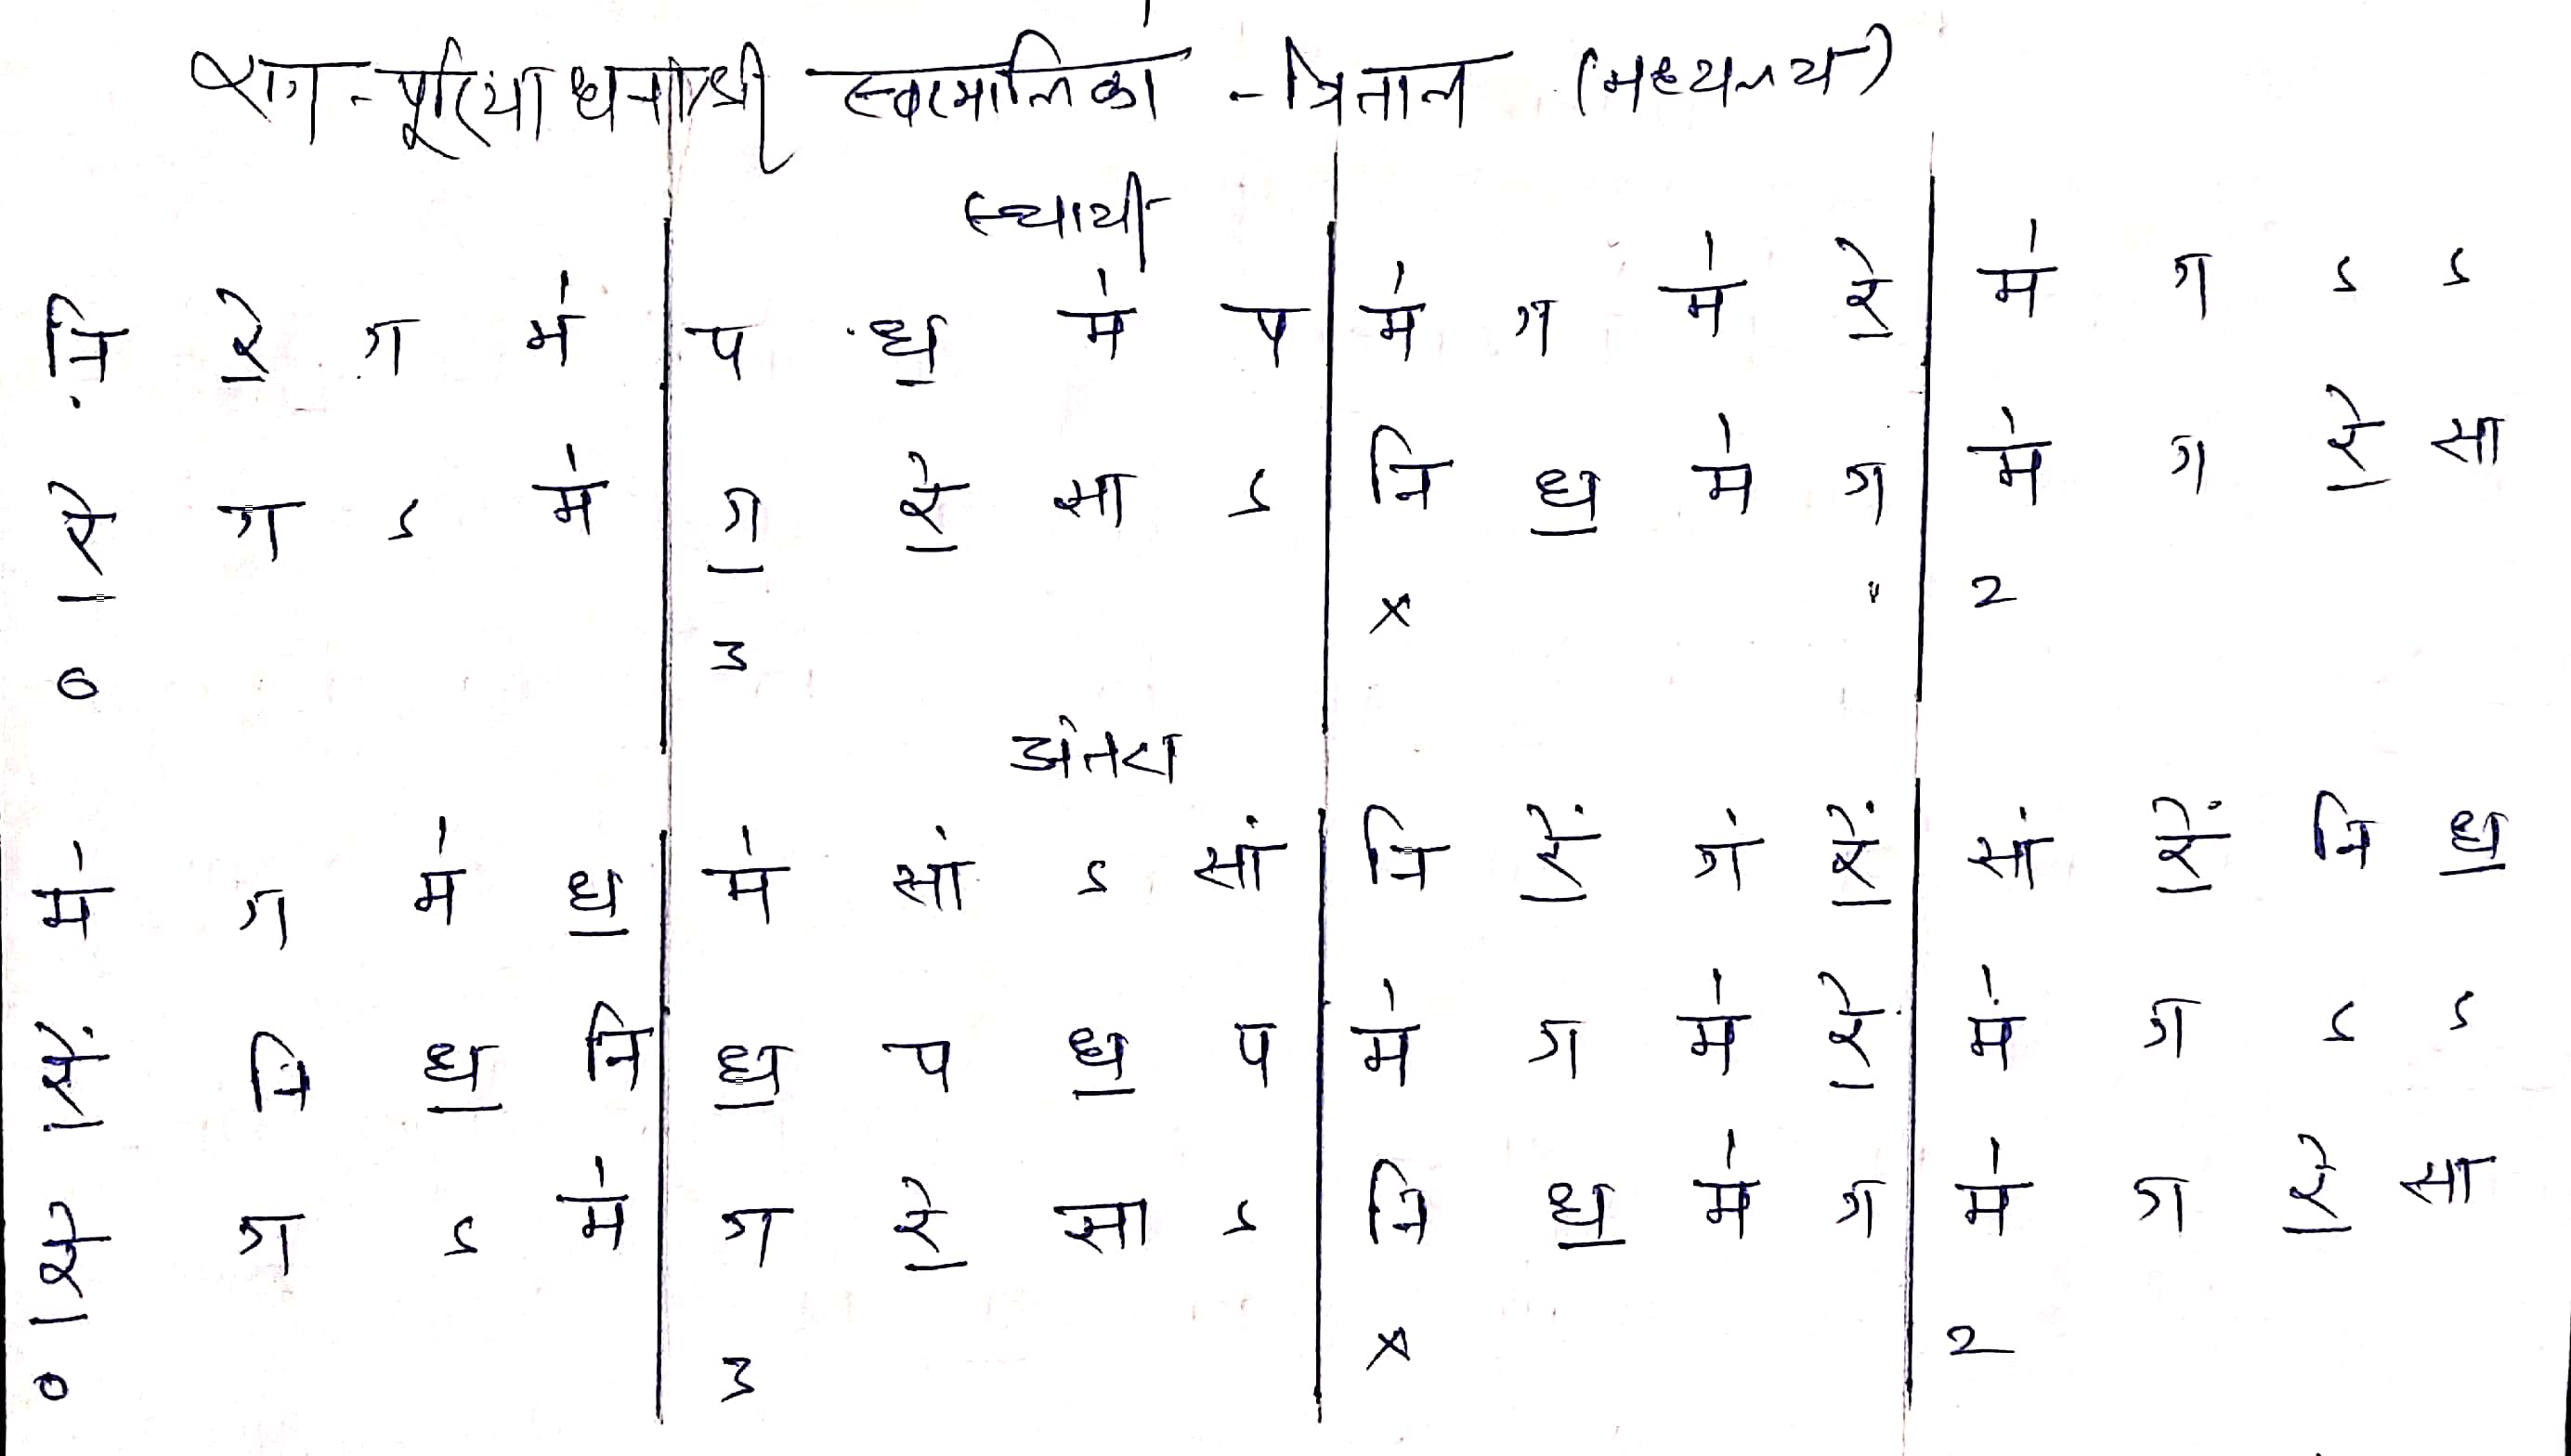 राग - पूरिया धनाश्री स्वरमालिका - त्रिताल (मध्यलय)
स्थायी
नि़ रे॒ ग म॑ | प ध॒ म॑ प | म॑ ग म॑ रे॒ | म॑ ग ऽ ऽ
रे॒ ग ऽ म॑ | ग॒ रे॒ सा ऽ | नि ध॒ म॑ ग | म॑ ग रे॒ सा
0 3 x 2
अंतरा
म॑ ग म॑ ध॒ | म॑ सां ऽ सां | नि रें॒ गं रें॒ | सां रें॒ नि ध॒
रें॒ नि ध॒ नि | ध॒ प ध॒ प | म॑ ग म॑ रे॒ | म॑ ग ऽ ऽ
रे॒ ग ऽ म॑ | ग रे॒ सा ऽ | नि ध॒ म॑ ग | म॑ ग रे॒ सा
0 3 x 2